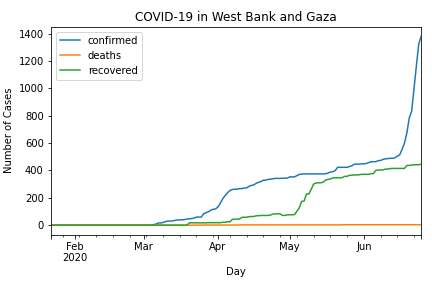 COVID-19 in West Bank and Gaza
confirmed
deaths
recovered
Number of Cases
1400
1200
1000
800
600
400
200
0
Feb
2020
Mar
Apr
May
Jun
Day